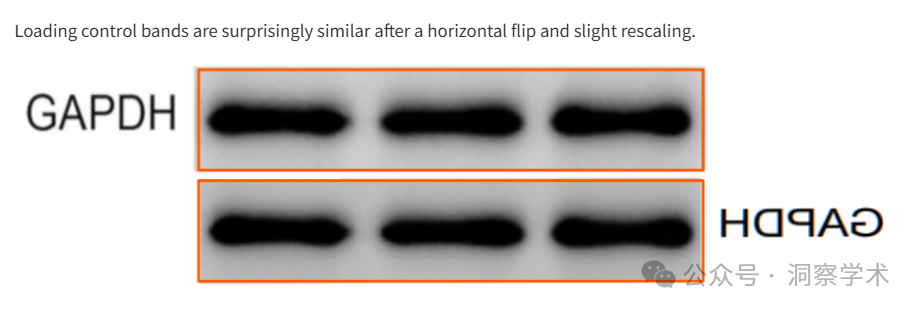 Loading control bands are surprisingly similar after a horizontal flip and slight rescaling.
GAPDH
GAPDH
公众号 · 洞察学术